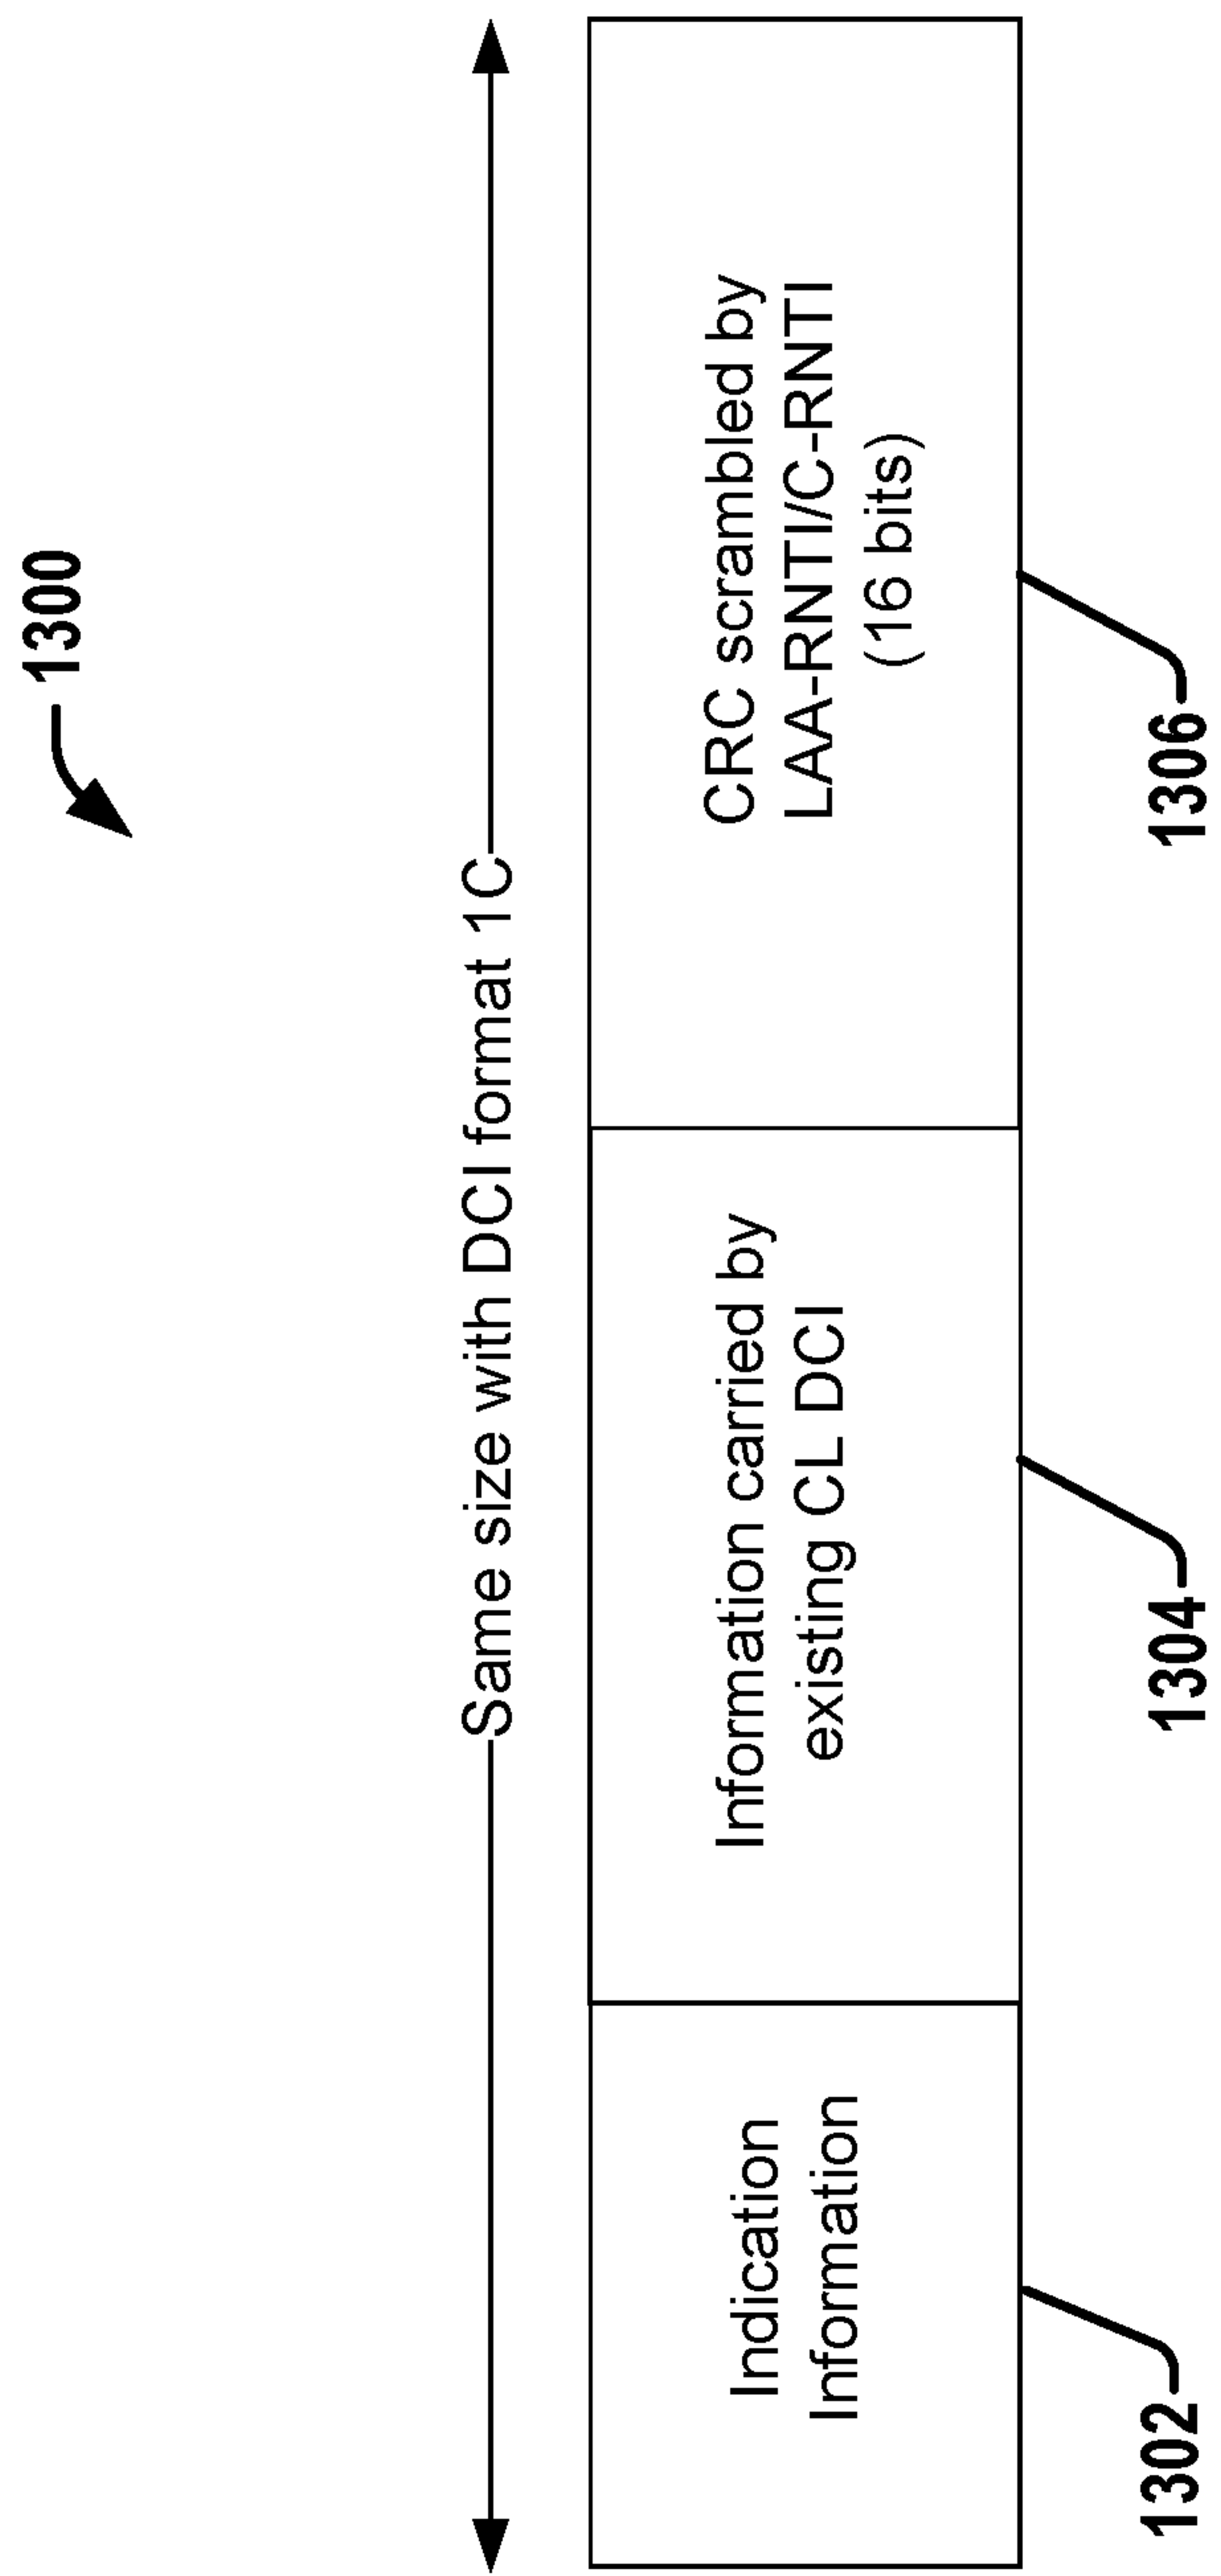 1300
Same size with DCI format 1C
Indication
Information
Information carried by
existing CL DCI
CRC scrambled by
LAA-RNTI/C-RNTI
(16 bits)
1302
1304
1306